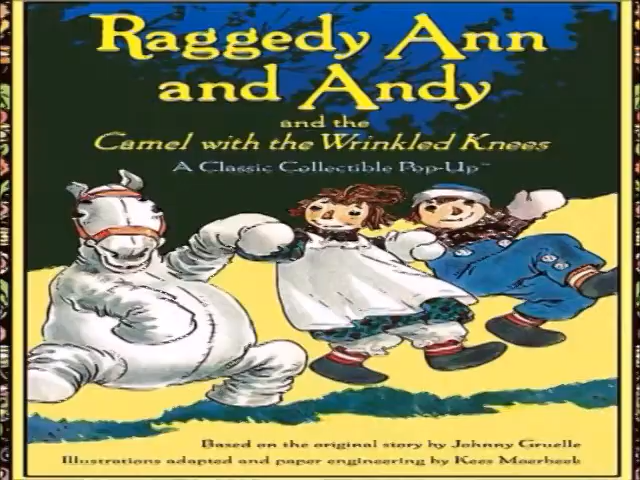 Raggedy Ann
and Andy
and the
Camel with the Wrinkled Knees
A Classic Collectible Pop-Up™
Based on the original story by Johnny Gruelle
Illustrations adapted and paper engineering by Kees Moerbeek